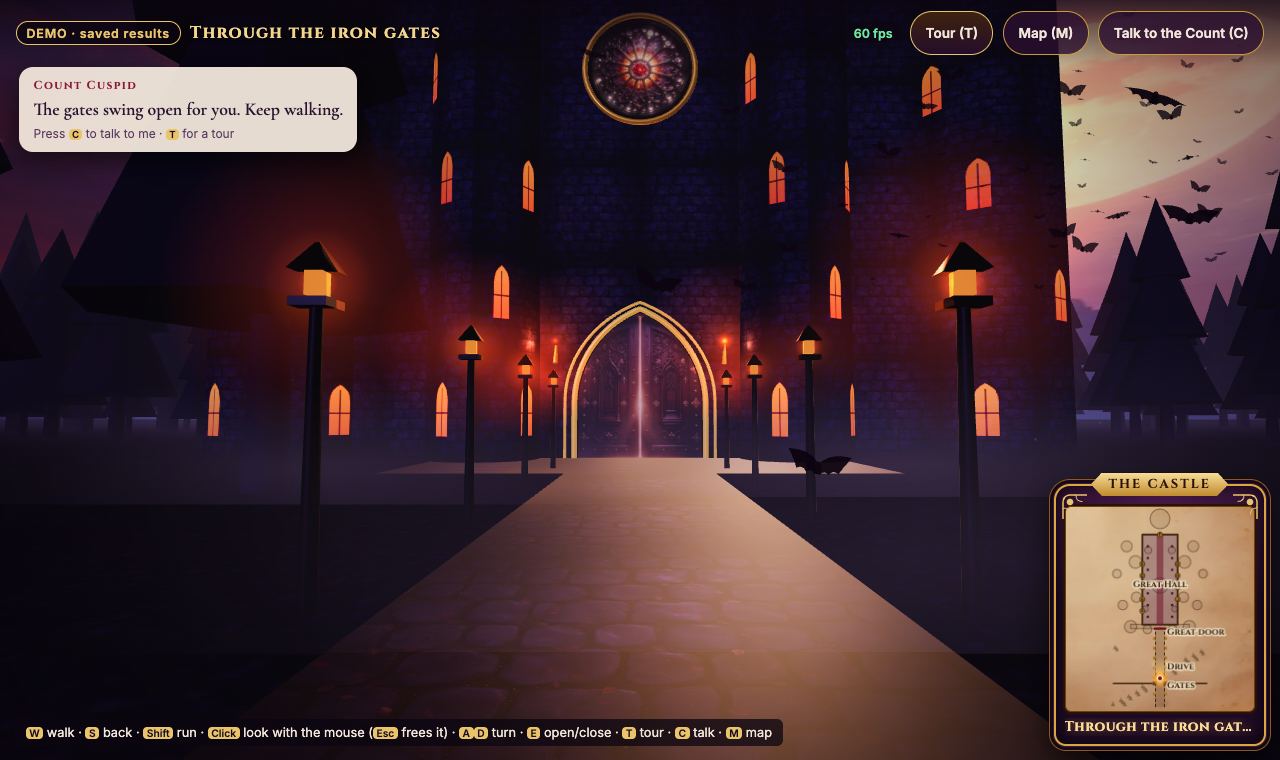 DEMO · saved results
Through the iron gates
60 fps
Tour (T)
Map (M)
Talk to the Count (C)
Count Cuspid
The gates swing open for you. Keep walking.
Press C to talk to me · T for a tour
THE CASTLE
Great Hall
Great door
Drive
Gates
Through the iron gat...
W walk · S back · Shift run · Click look with the mouse (Esc frees it) · A D turn · E open/close · T tour · C talk · M map